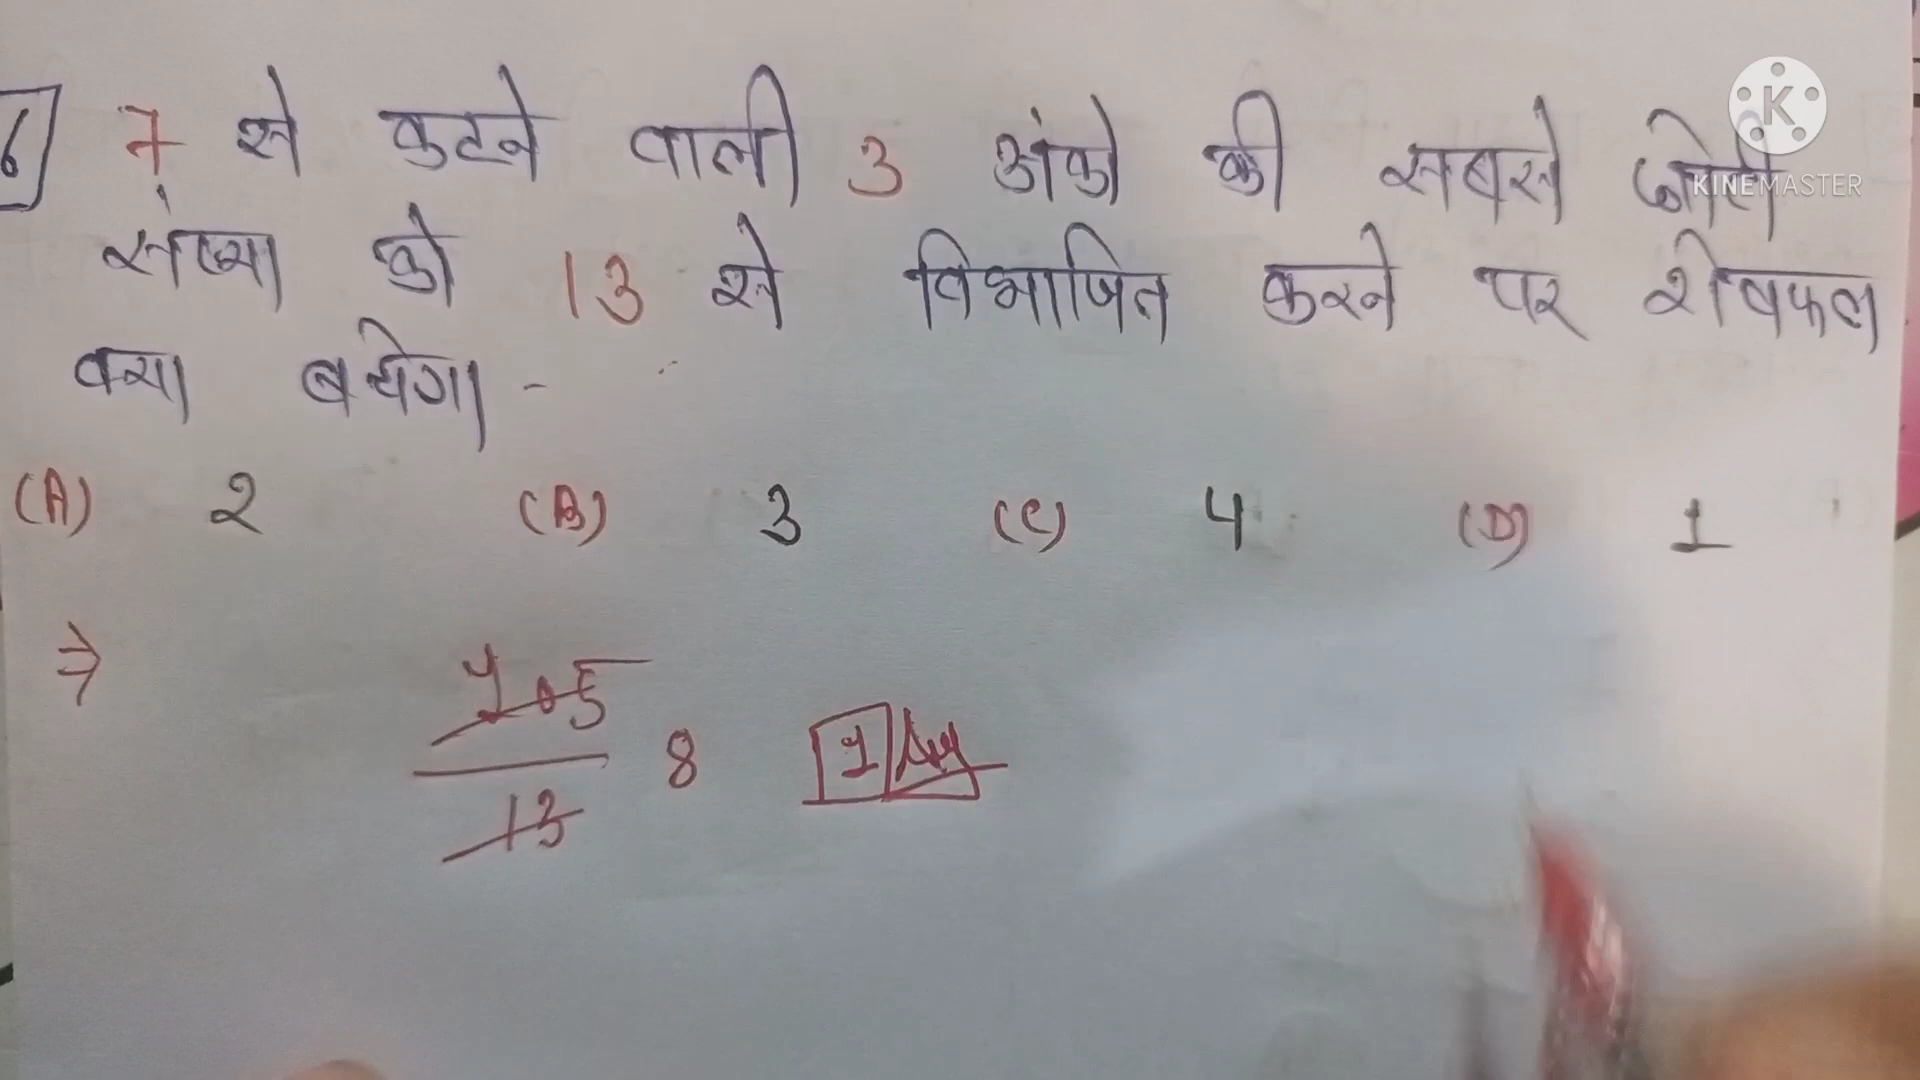 6 7 से कटने वाली 3 अंको की सबसे छोटी
संख्या को 13 से विभाजित करने पर शेषफल
क्या बचेगा -
(A) 2 (B) 3 (C) 4 (D) 1
⇒ 105
13 8 1 Ans
K
KINEMASTER